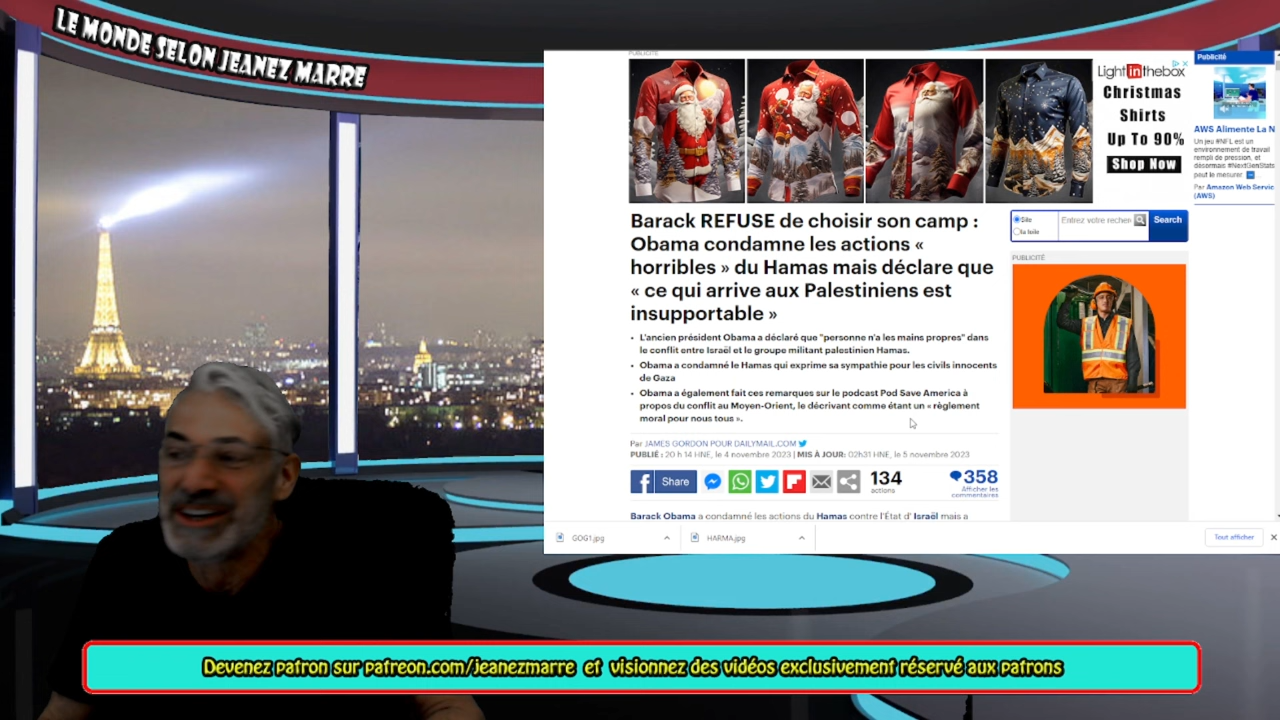 LE MONDE SELON JEANEZ MARRE
PUBLICITÉ
Light in the box
Christmas
Shirts
Up To 90%
Shop Now
Publicité
AWS Alimente La N
Un jeu #NFL est un
environnement de travail
rempli de pression, et
désormais #NextGenStats
peut le mesurer.
Par Amazon Web Servic
(AWS)
Barack REFUSE de choisir son camp :
Obama condamne les actions «
horribles » du Hamas mais déclare que
« ce qui arrive aux Palestiniens est
insupportable »
Site
la toile
Entrez votre recher
Search
PUBLICITÉ
• L'ancien président Obama a déclaré que "personne n'a les mains propres" dans
le conflit entre Israël et le groupe militant palestinien Hamas.
• Obama a condamné le Hamas qui exprime sa sympathie pour les civils innocents
de Gaza
• Obama a également fait ces remarques sur le podcast Pod Save America à
propos du conflit au Moyen-Orient, le décrivant comme étant un « règlement
moral pour nous tous ».
Par JAMES GORDON POUR DAILYMAIL.COM
PUBLIÉ : 20 h 14 HNE, le 4 novembre 2023 | MIS À JOUR: 02h31 HNE, le 5 novembre 2023
Share
134
actions
358
Afficher les
commentaires
Barack Obama a condamné les actions du Hamas contre l'État d' Israël mais a
GOG1.jpg
HARMA.jpg
Tout afficher
Devenez patron sur patreon.com/jeanezmarre et visionnez des vidéos exclusivement réservé aux patrons